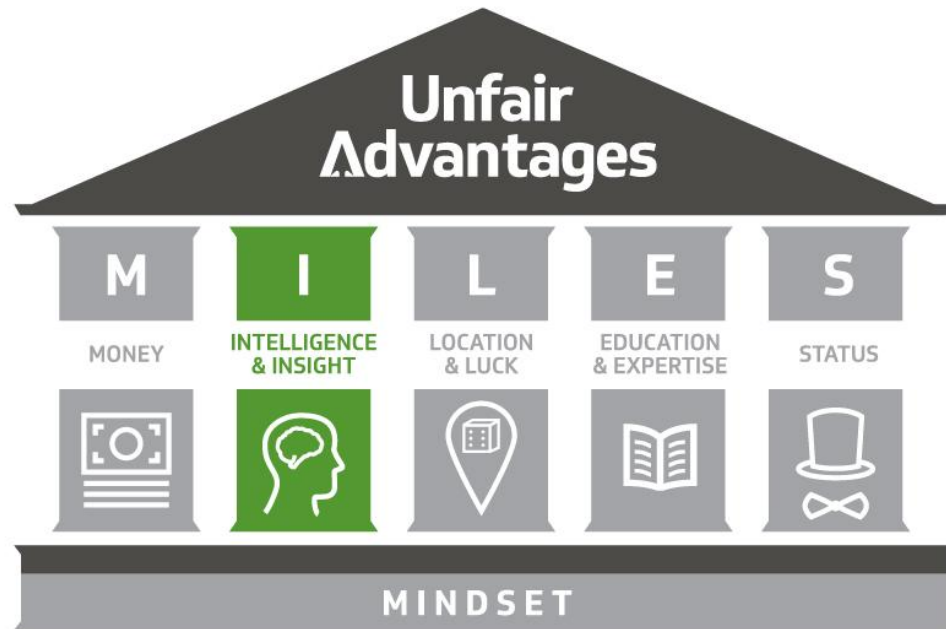 Unfair
Advantages
M
I
L
E
S
MONEY
INTELLIGENCE
& INSIGHT
LOCATION
& LUCK
EDUCATION
& EXPERTISE
STATUS
MINDSET